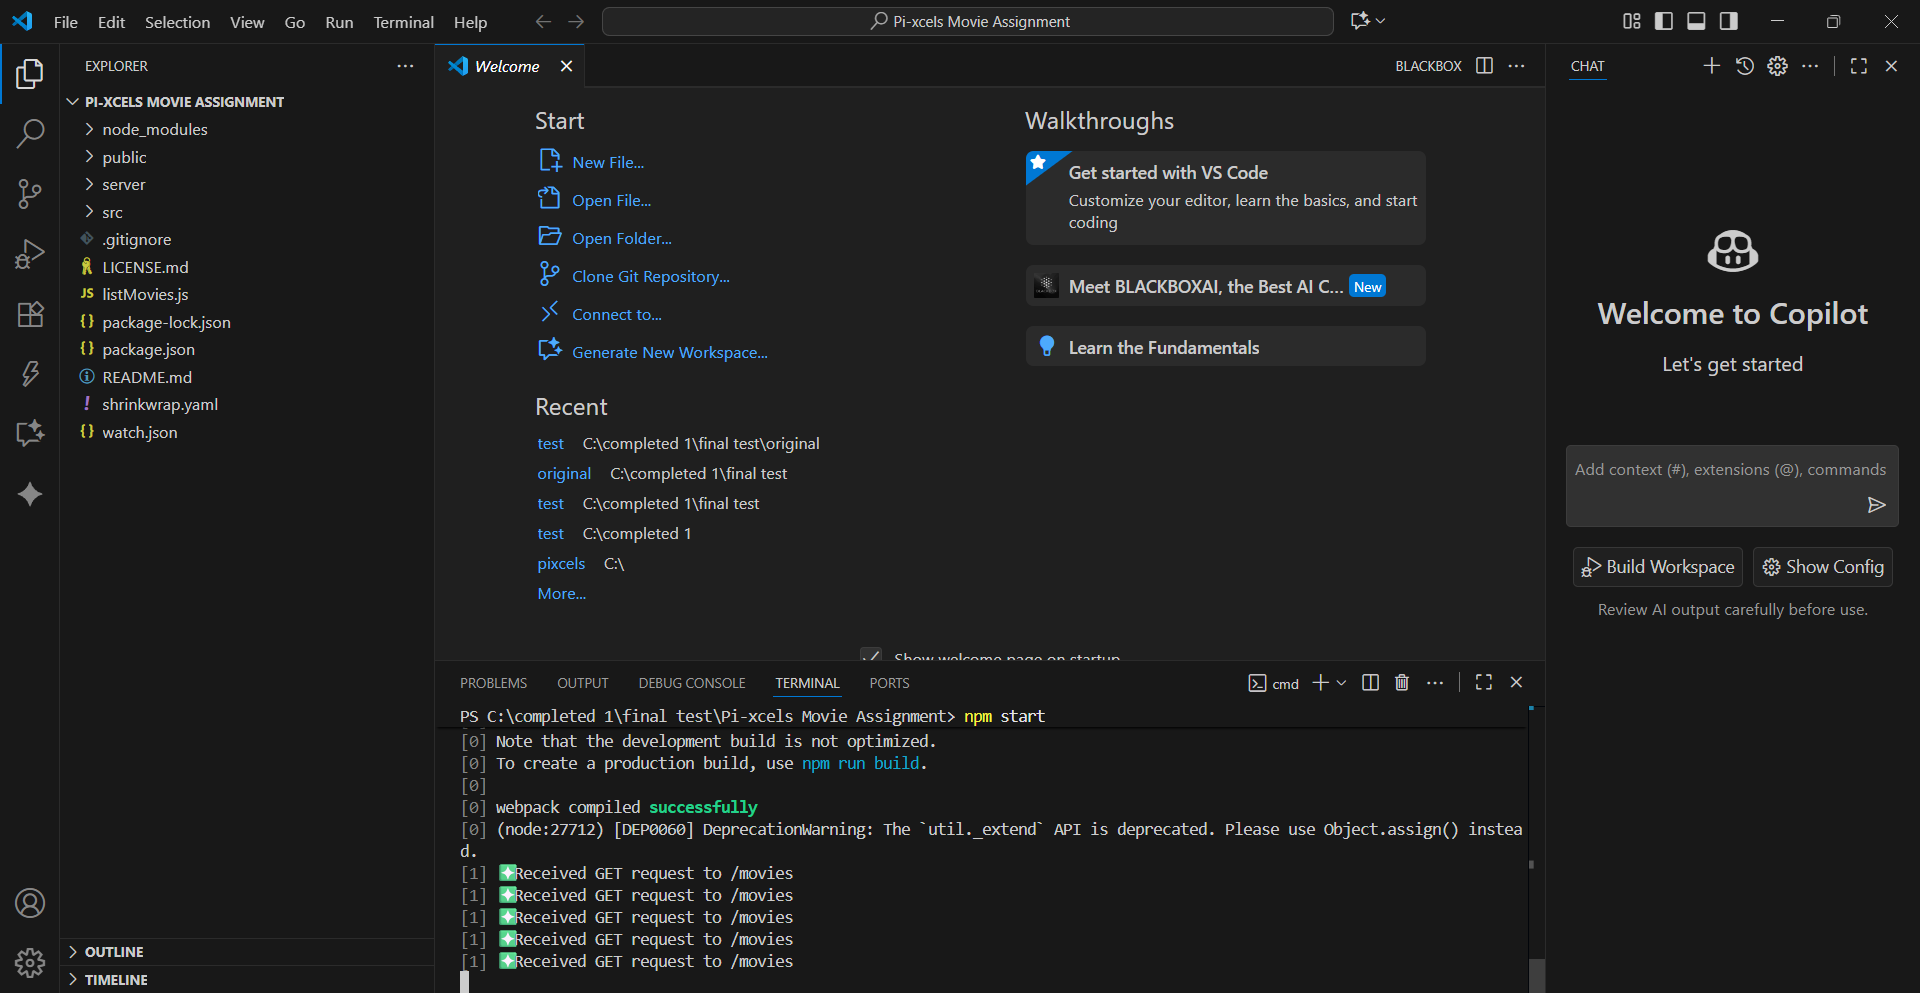 File Edit Selection View Go Run Terminal Help
Pi-xcels Movie Assignment
EXPLORER
PI-XCELS MOVIE ASSIGNMENT
node_modules
public
server
src
.gitignore
LICENSE.md
JS listMovies.js
{} package-lock.json
{} package.json
README.md
! shrinkwrap.yaml
{} watch.json
OUTLINE
TIMELINE
Welcome
BLACKBOX
Start
New File...
Open File...
Open Folder...
Clone Git Repository...
Connect to...
Generate New Workspace...
Recent
test C:\completed 1\final test\original
original C:\completed 1\final test
test C:\completed 1\final test
test C:\completed 1
pixcels C:\
More...
Walkthroughs
Get started with VS Code
Customize your editor, learn the basics, and start
coding
Meet BLACKBOXAI, the Best AI C... New
Learn the Fundamentals
Show welcome page on startup
PROBLEMS OUTPUT DEBUG CONSOLE TERMINAL PORTS
cmd
PS C:\completed 1\final test\Pi-xcels Movie Assignment> npm start
[0] Note that the development build is not optimized.
[0] To create a production build, use npm run build.
[0]
[0] webpack compiled successfully
[0] (node:27712) [DEP0060] DeprecationWarning: The `util._extend` API is deprecated. Please use Object.assign() instea
d.
[1] Received GET request to /movies
[1] Received GET request to /movies
[1] Received GET request to /movies
[1] Received GET request to /movies
[1] Received GET request to /movies
CHAT
Welcome to Copilot
Let's get started
Add context (#), extensions (@), commands
Build Workspace
Show Config
Review AI output carefully before use.